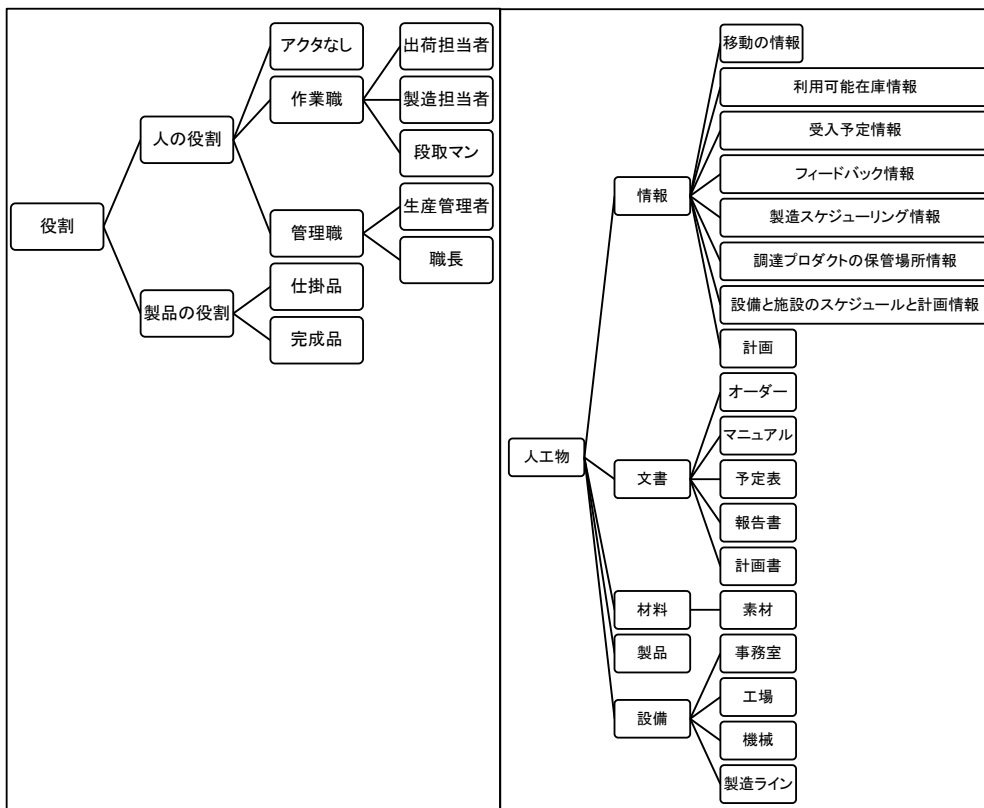 役割
人の役割
アクタなし
作業職
出荷担当者
製造担当者
段取マン
管理職
生産管理者
職長
製品の役割
仕掛品
完成品
人工物
情報
移動の情報
利用可能在庫情報
受入予定情報
フィードバック情報
製造スケジューリング情報
調達プロダクトの保管場所情報
設備と施設のスケジュールと計画情報
計画
文書
オーダー
マニュアル
予定表
報告書
計画書
材料
素材
製品
設備
事務室
工場
機械
製造ライン